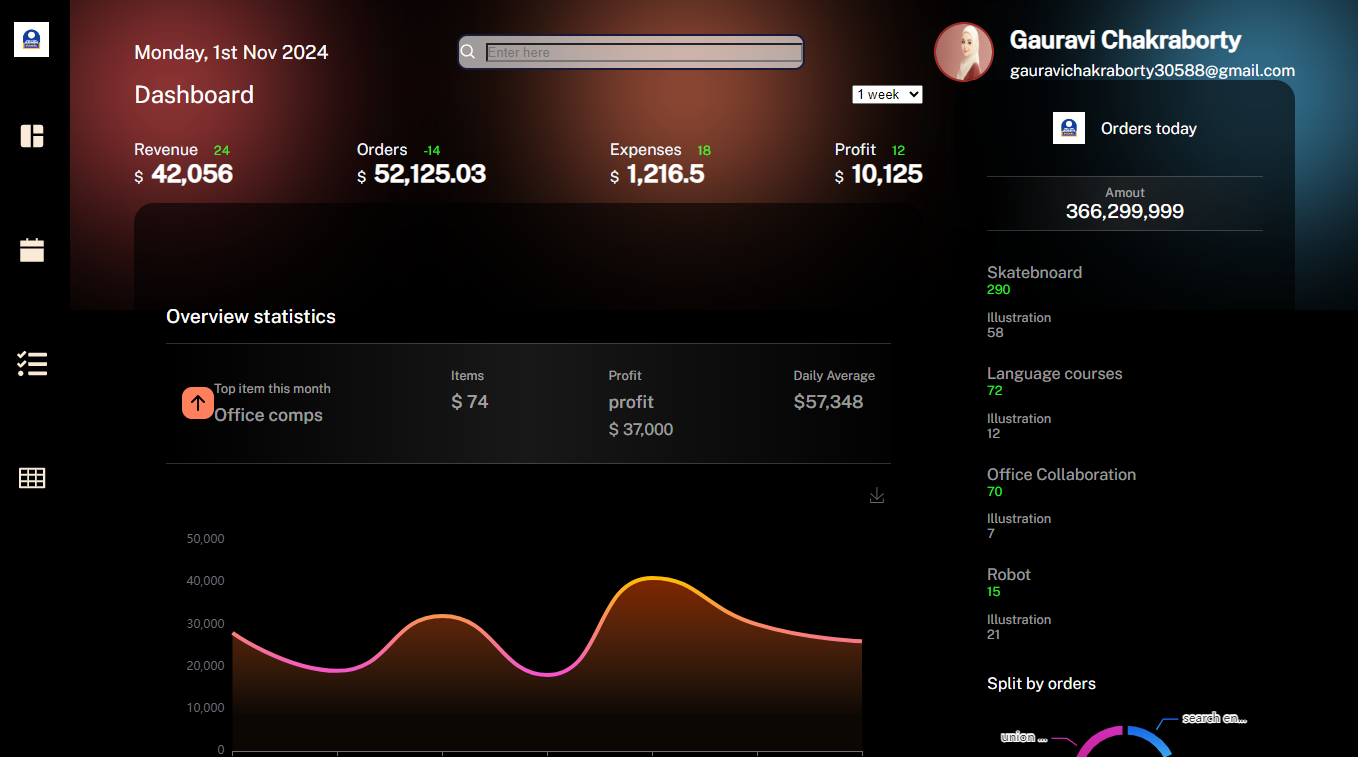 Monday, 1st Nov 2024
Enter here
Gauravi Chakraborty
gauravichakraborty30588@gmail.com
Dashboard
1 week
Revenue 24
$ 42,056
Orders -14
$ 52,125.03
Expenses 18
$ 1,216.5
Profit 12
$ 10,125
Overview statistics
Top item this month
Office comps
Items
$ 74
Profit
profit
$ 37,000
Daily Average
$57,348
50,000
40,000
30,000
20,000
10,000
0
Orders today
Amout
366,299,999
Skatebnoard
290
Illustration
58
Language courses
72
Illustration
12
Office Collaboration
70
Illustration
7
Robot
15
Illustration
21
Split by orders
search en...
union ...